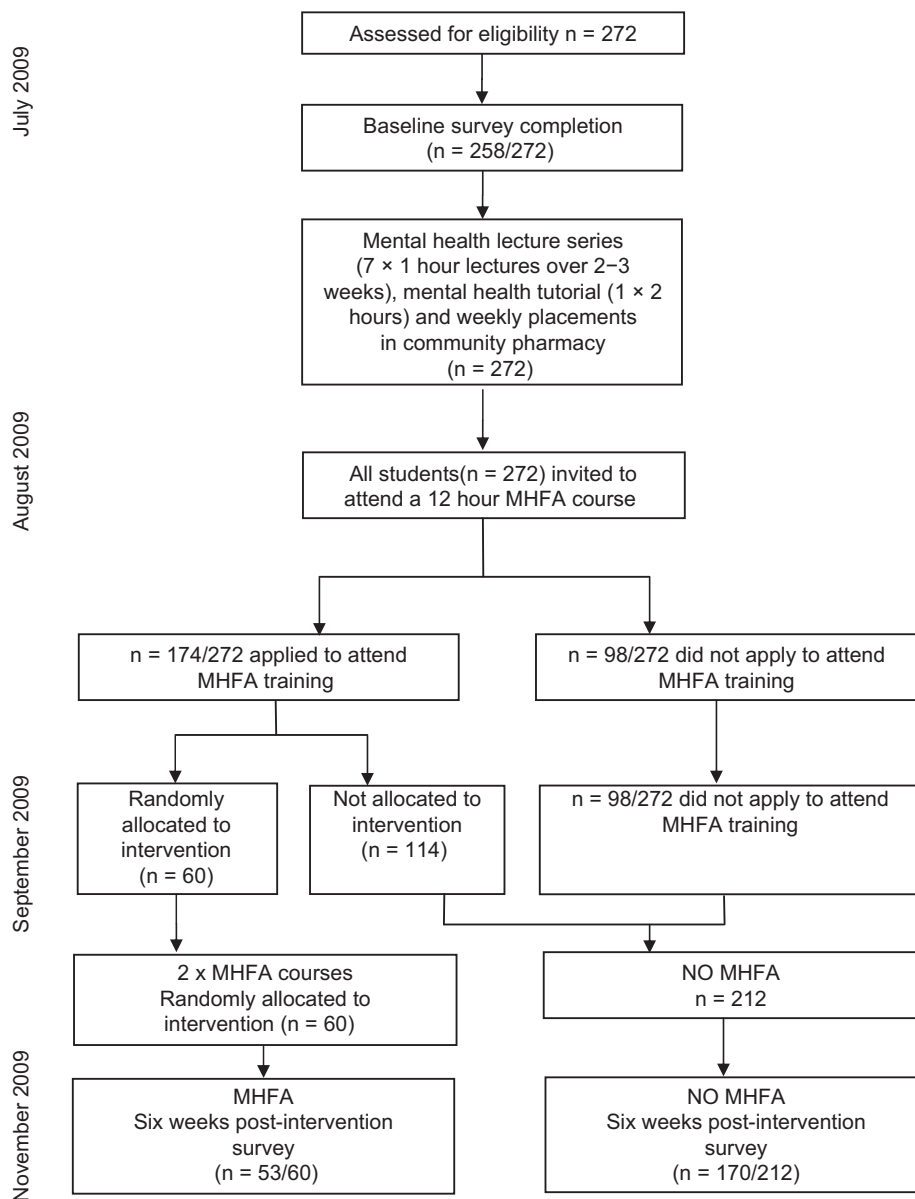 July 2009
Assessed for eligibility n = 272
Baseline survey completion
(n = 258/272)
Mental health lecture series
(7 × 1 hour lectures over 2–3
weeks), mental health tutorial (1 × 2
hours) and weekly placements
in community pharmacy
(n = 272)
August 2009
All students(n = 272) invited to
attend a 12 hour MHFA course
n = 174/272 applied to attend
MHFA training
n = 98/272 did not apply to attend
MHFA training
September 2009
Randomly
allocated to
intervention
(n = 60)
Not allocated to
intervention
(n = 114)
n = 98/272 did not apply to attend
MHFA training
2 x MHFA courses
Randomly allocated to
intervention (n = 60)
NO MHFA
n = 212
November 2009
MHFA
Six weeks post-intervention
survey
(n = 53/60)
NO MHFA
Six weeks post-intervention
survey
(n = 170/212)